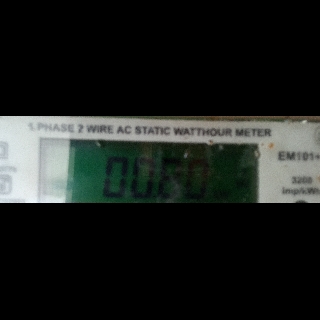 1 PHASE 2 WIRE AC STATIC WATTHOUR METER
EM101+
3200
imp/kWh